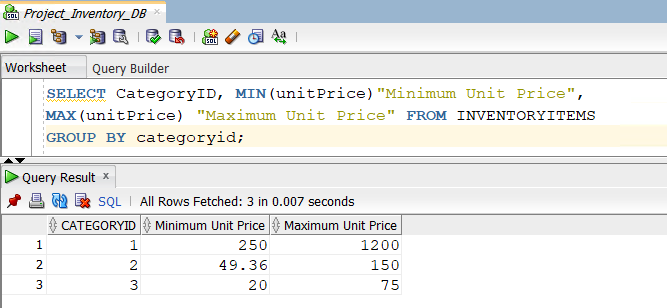 Project_Inventory_DB ×
Worksheet Query Builder
SELECT CategoryID, MIN(unitPrice)"Minimum Unit Price",
MAX(unitPrice) "Maximum Unit Price" FROM INVENTORYITEMS
GROUP BY categoryid;
Query Result ×
SQL | All Rows Fetched: 3 in 0.007 seconds
CATEGORYID Minimum Unit Price Maximum Unit Price
1 1 250 1200
2 2 49.36 150
3 3 20 75